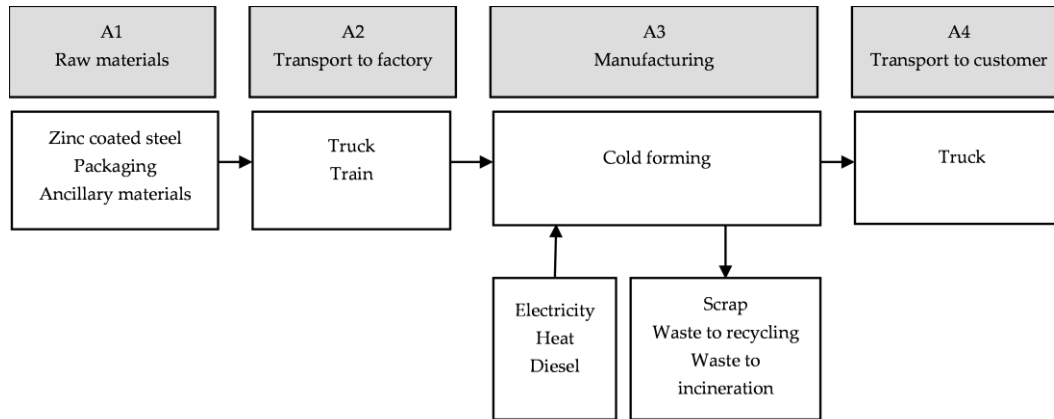 A1
Raw materials
A2
Transport to factory
A3
Manufacturing
A4
Transport to customer
Zinc coated steel
Packaging
Ancillary materials
Truck
Train
Cold forming
Truck
Electricity
Heat
Diesel
Scrap
Waste to recycling
Waste to
incineration